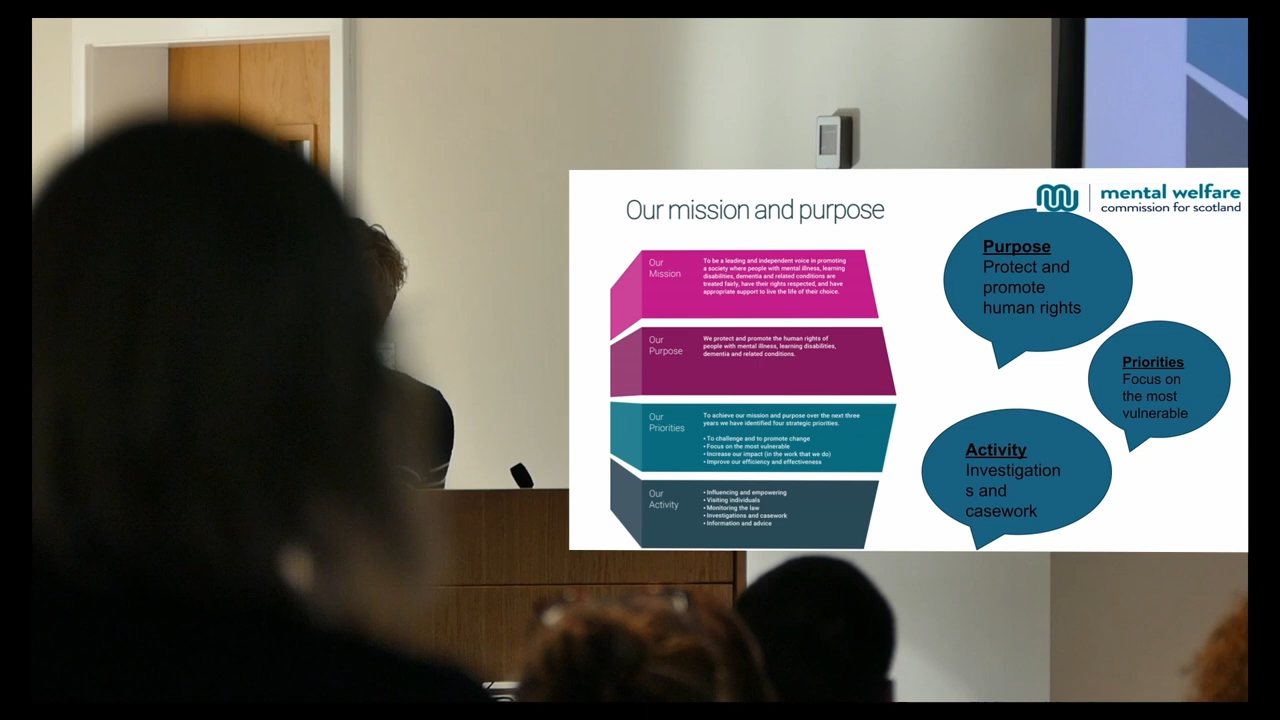 Our mission and purpose
mental welfare
commission for scotland
Our
Mission
To be a leading and independent voice in promoting
a society where people with mental illness, learning
disabilities, dementia and related conditions are
treated fairly, have their rights respected, and have
appropriate support to live the life of their choice.
Our
Purpose
We protect and promote the human rights of
people with mental illness, learning disabilities,
dementia and related conditions.
Our
Priorities
To achieve our mission and purpose over the next three
years we have identified four strategic priorities.
• To challenge and to promote change
• Focus on the most vulnerable
• Increase our impact (in the work that we do)
• Improve our efficiency and effectiveness
Our
Activity
• Influencing and empowering
• Visiting individuals
• Monitoring the law
• Investigations and casework
• Information and advice
Purpose
Protect and
promote
human rights
Priorities
Focus on
the most
vulnerable
Activity
Investigation
s and
casework